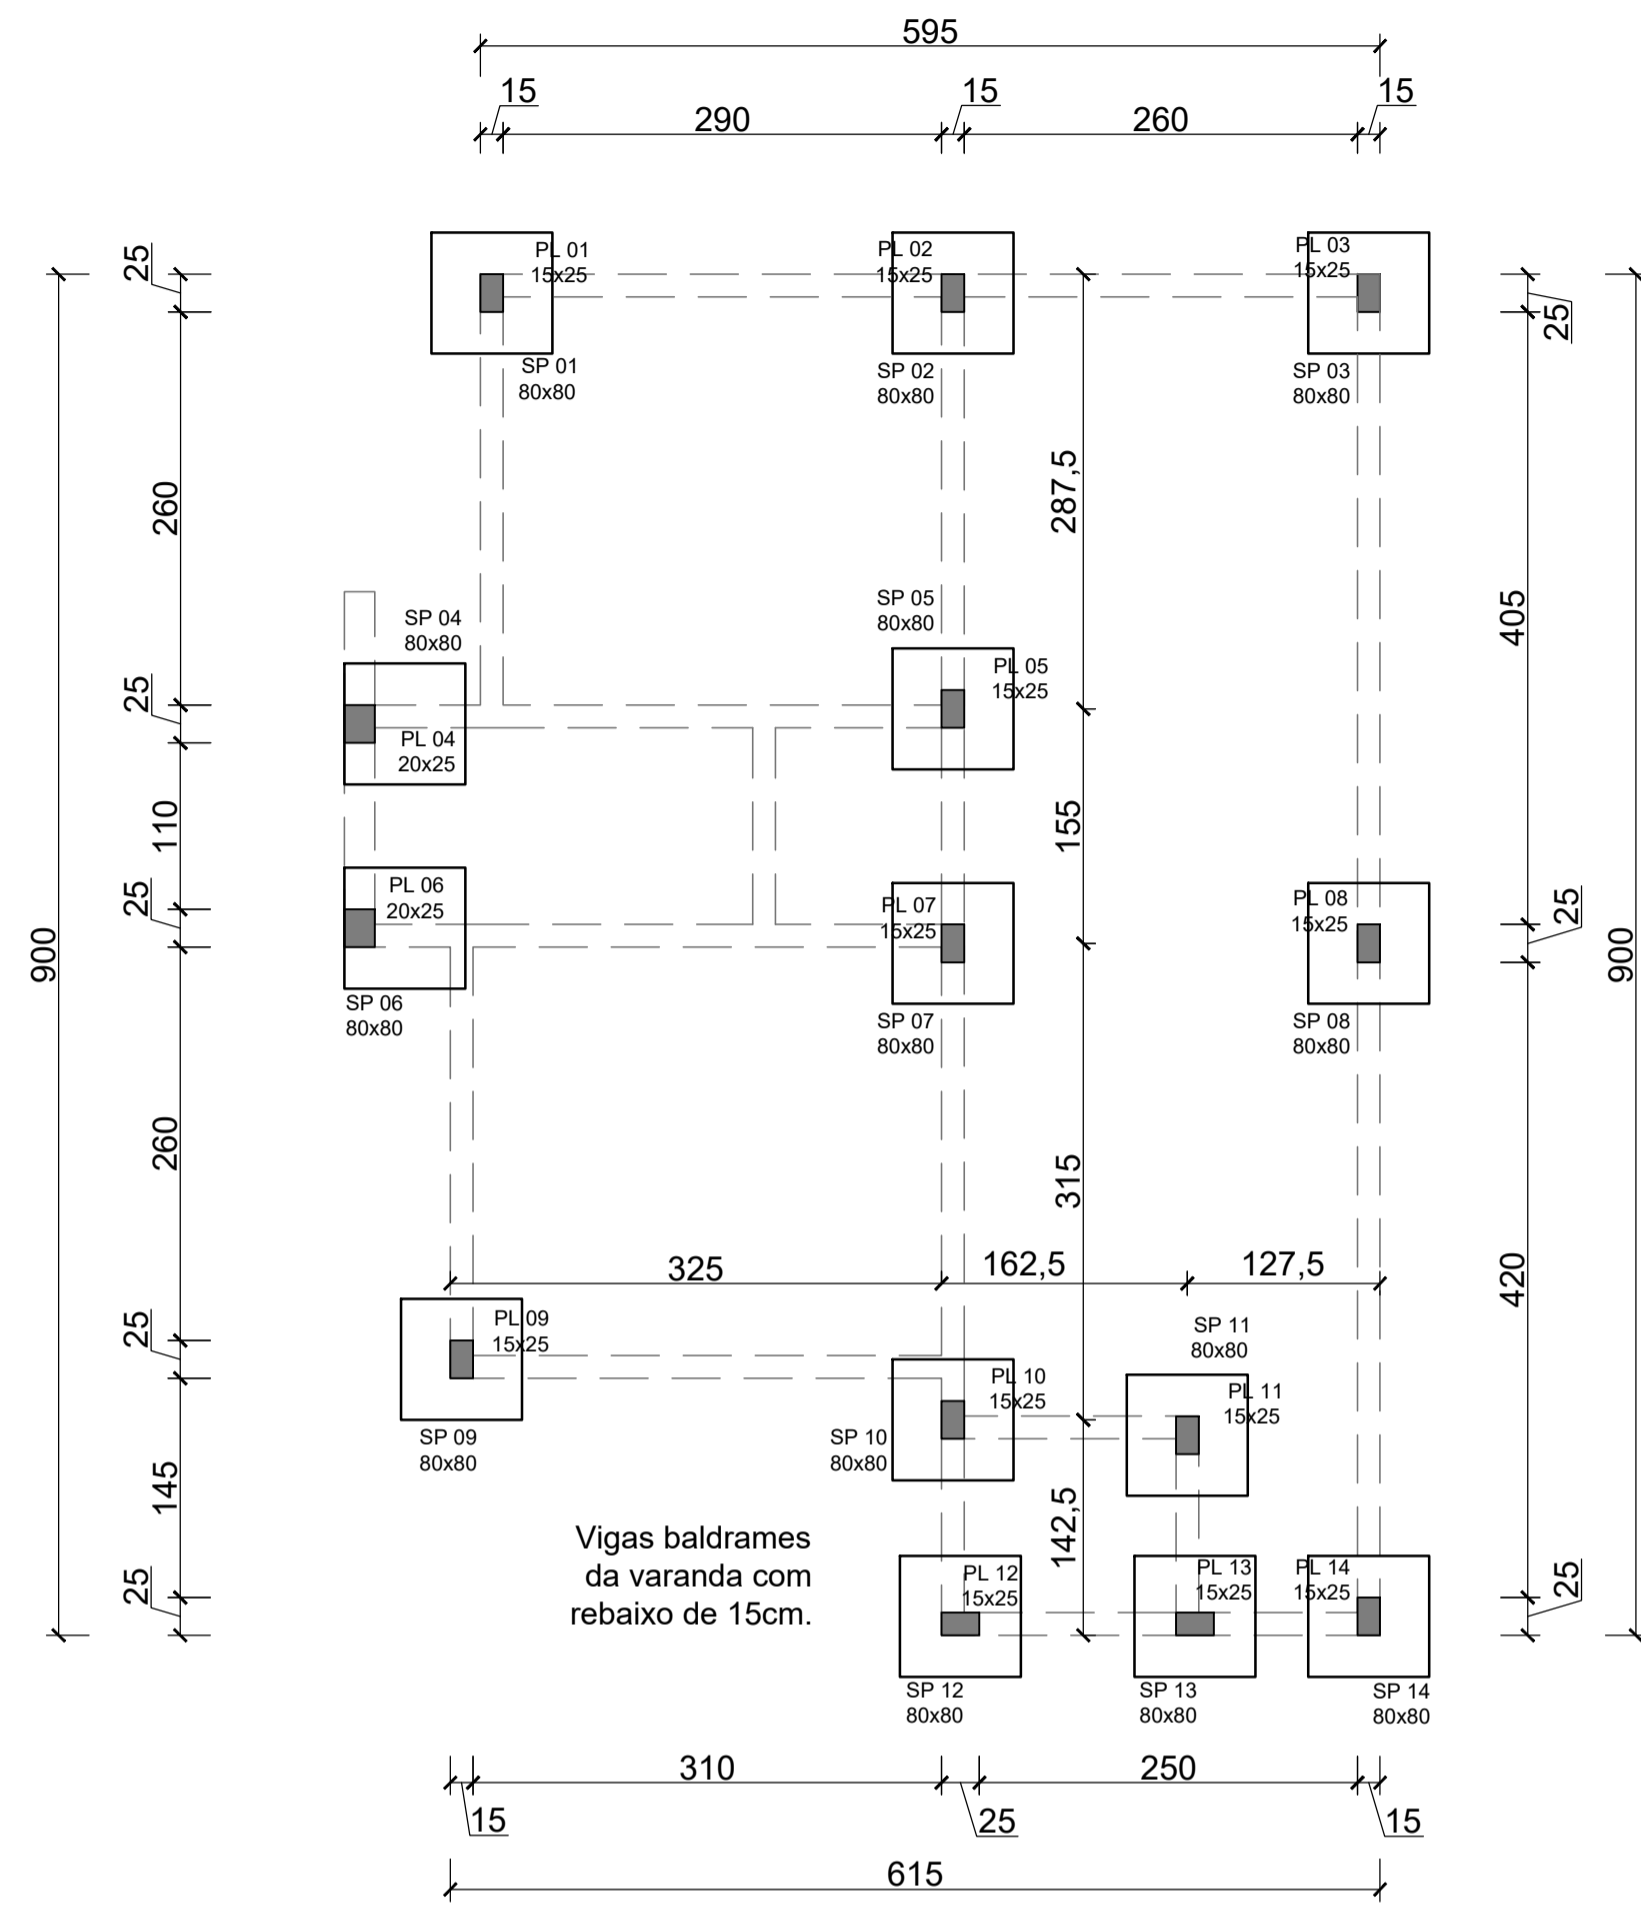 595
15
15
15
290
260
25
PL 01
15x25
PL 02
15x25
PL 03
15x25
25
SP 01
80x80
SP 02
80x80
SP 03
80x80
260
287,5
405
SP 04
80x80
SP 05
80x80
25
PL 05
15x25
PL 04
20x25
110
155
25
PL 06
20x25
PL 07
15x25
PL 08
15x25
25
900
900
SP 06
80x80
SP 07
80x80
SP 08
80x80
260
315
420
325
162,5
127,5
25
PL 09
15x25
SP 11
80x80
PL 10
15x25
PL 11
15x25
SP 09
80x80
SP 10
80x80
145
142,5
Vigas baldrames
da varanda com
rebaixo de 15cm.
25
PL 12
15x25
PL 13
15x25
PL 14
15x25
25
SP 12
80x80
SP 13
80x80
SP 14
80x80
310
250
15
25
15
615